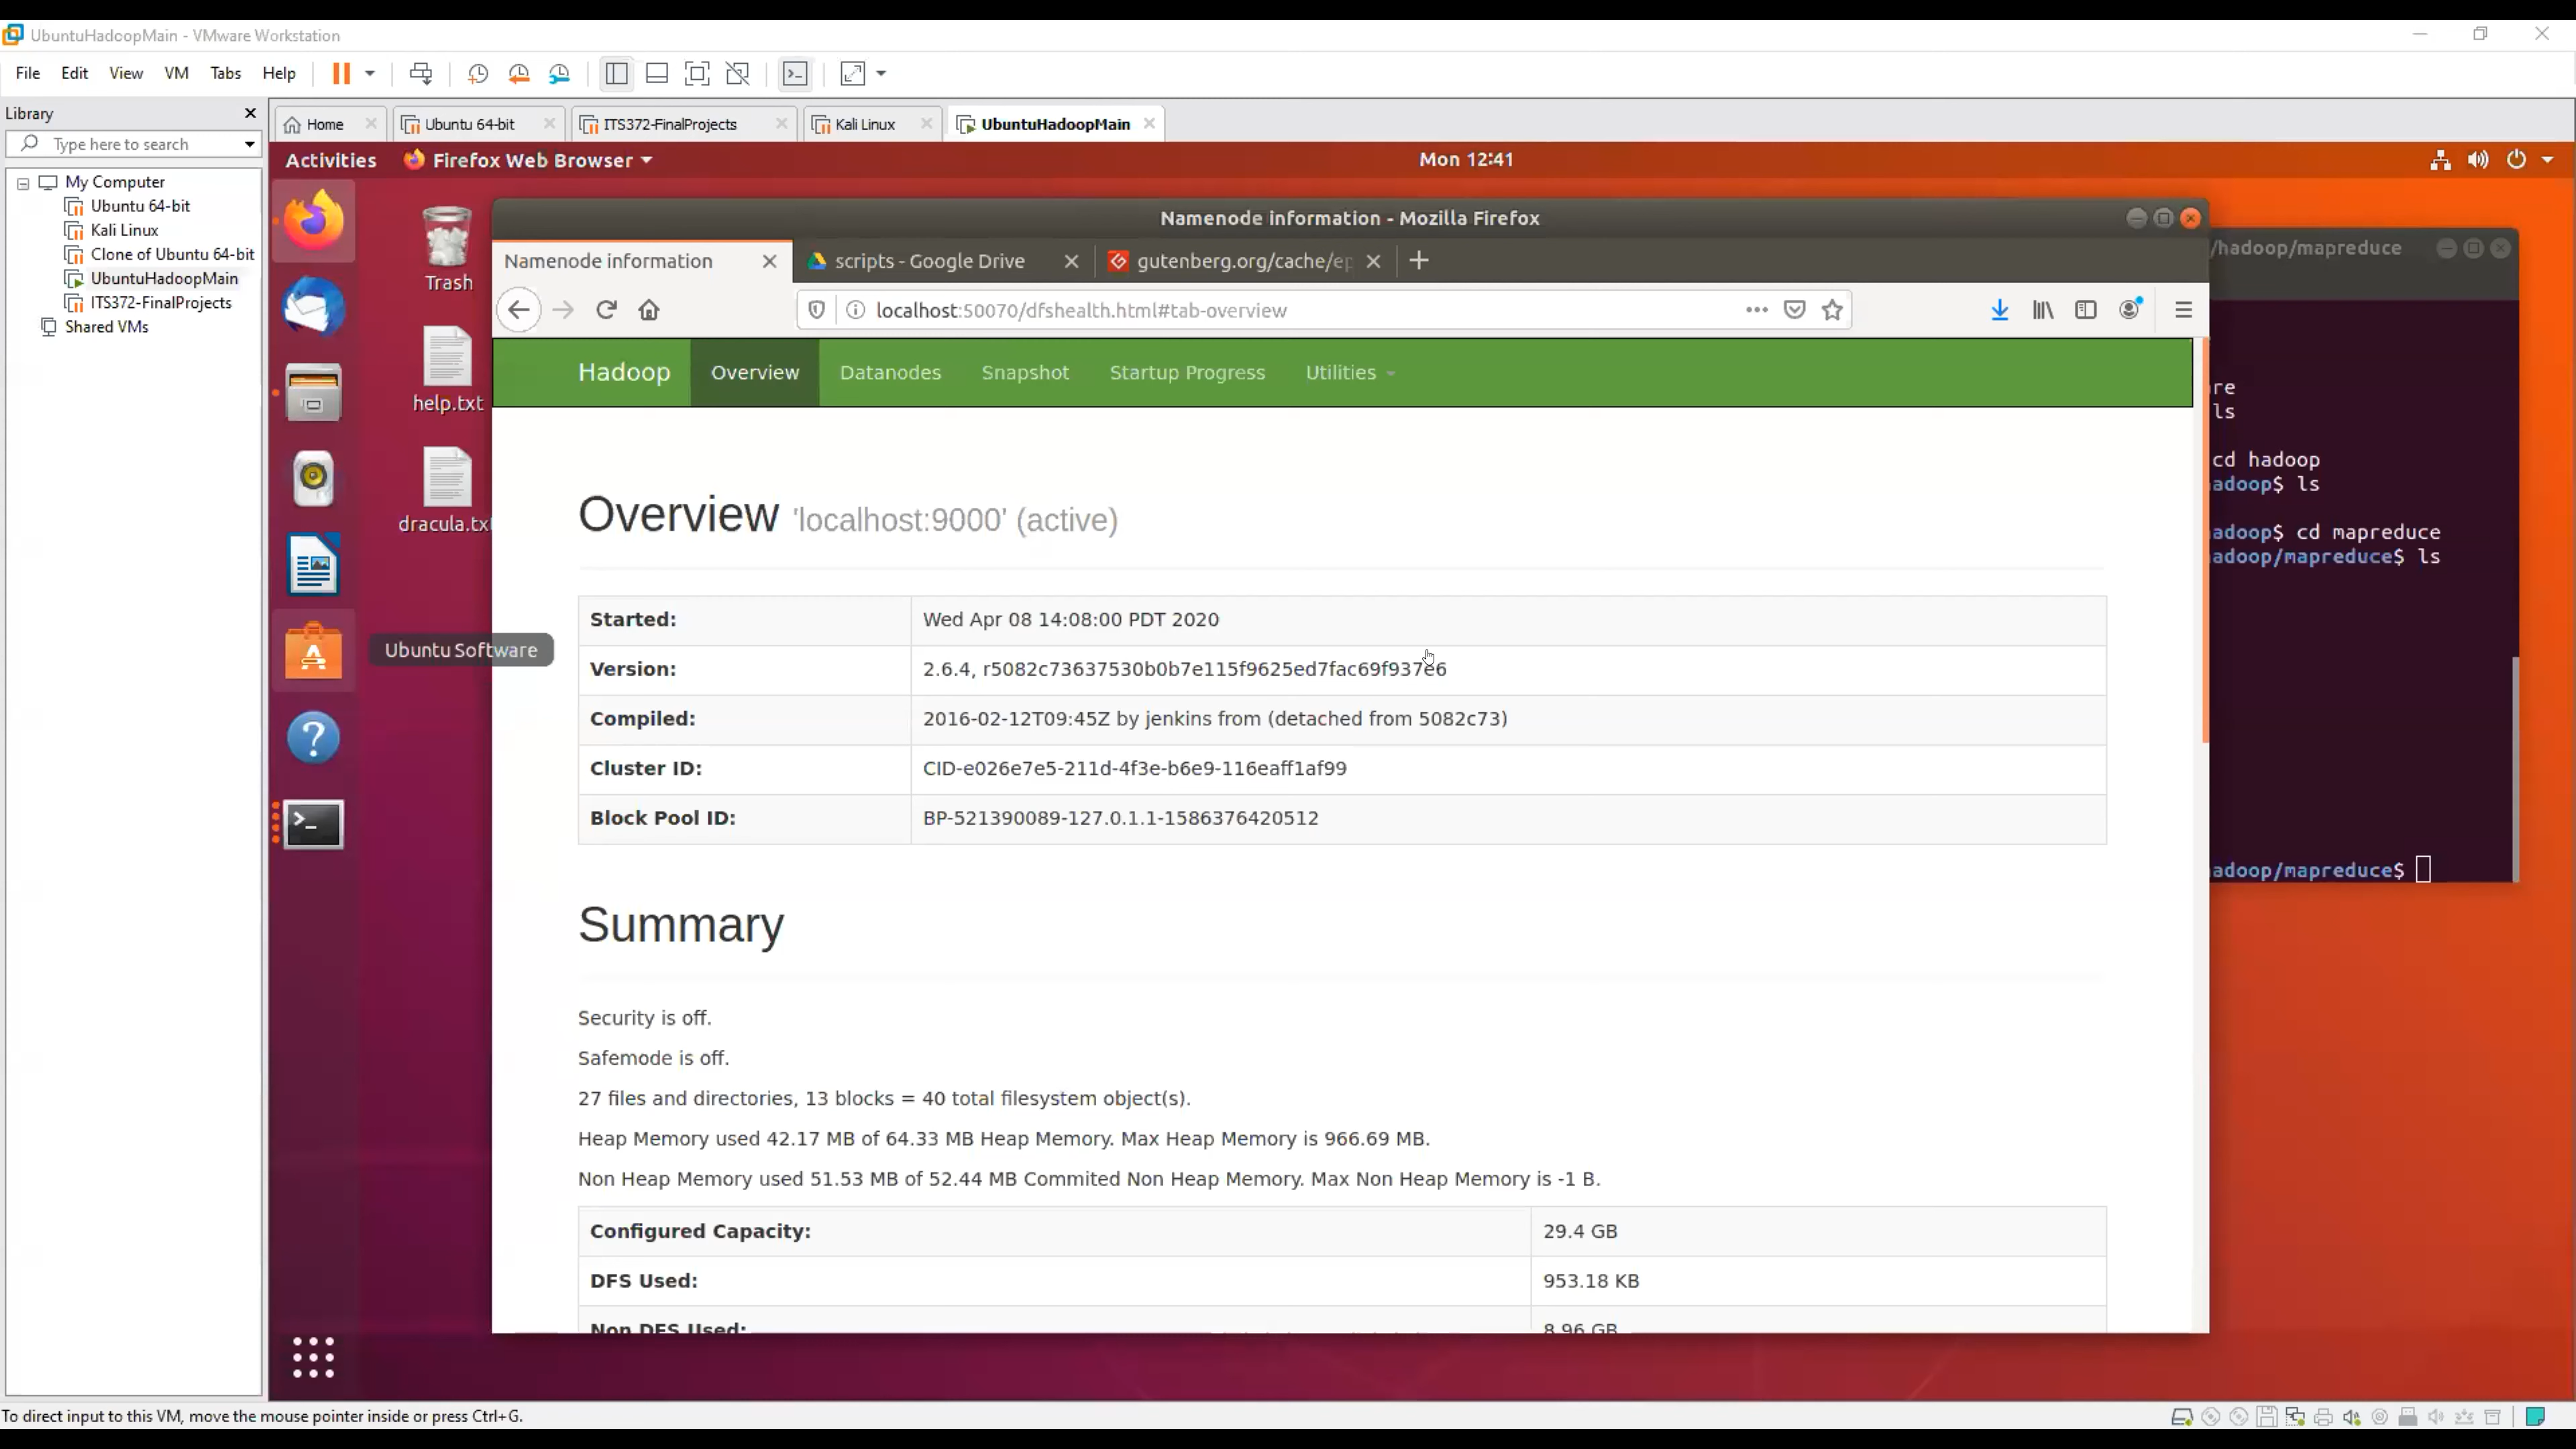 UbuntuHadoopMain - VMware Workstation
File Edit View VM Tabs Help
Library
Type here to search
My Computer
Ubuntu 64-bit
Kali Linux
Clone of Ubuntu 64-bit
UbuntuHadoopMain
ITS372-FinalProjects
Shared VMs
Home Ubuntu 64-bit ITS372-FinalProjects Kali Linux UbuntuHadoopMain
Activities Firefox Web Browser Mon 12:41
Trash
help.txt
dracula.txt
Ubuntu Software
Namenode information - Mozilla Firefox
Namenode information scripts - Google Drive gutenberg.org/cache/ep
localhost:50070/dfshealth.html#tab-overview
Hadoop Overview Datanodes Snapshot Startup Progress Utilities
Overview 'localhost:9000' (active)
Started: Wed Apr 08 14:08:00 PDT 2020
Version: 2.6.4, r5082c73637530b0b7e115f9625ed7fac69f937e6
Compiled: 2016-02-12T09:45Z by jenkins from (detached from 5082c73)
Cluster ID: CID-e026e7e5-211d-4f3e-b6e9-116eaff1af99
Block Pool ID: BP-521390089-127.0.1.1-1586376420512
Summary
Security is off.
Safemode is off.
27 files and directories, 13 blocks = 40 total filesystem object(s).
Heap Memory used 42.17 MB of 64.33 MB Heap Memory. Max Heap Memory is 966.69 MB.
Non Heap Memory used 51.53 MB of 52.44 MB Commited Non Heap Memory. Max Non Heap Memory is -1 B.
Configured Capacity: 29.4 GB
DFS Used: 953.18 KB
Non DFS Used: 8.96 GB
/hadoop/mapreduce
re
ls
cd hadoop
adoop$ ls
adoop$ cd mapreduce
adoop/mapreduce$ ls
adoop/mapreduce$
To direct input to this VM, move the mouse pointer inside or press Ctrl+G.